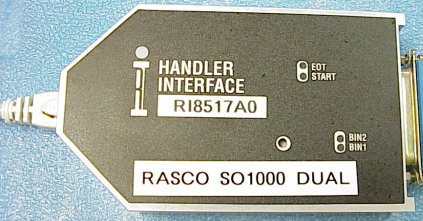 HANDLER
INTERFACE
RI8517A0
EOT
START
BIN2
BIN1
RASCO SO1000 DUAL